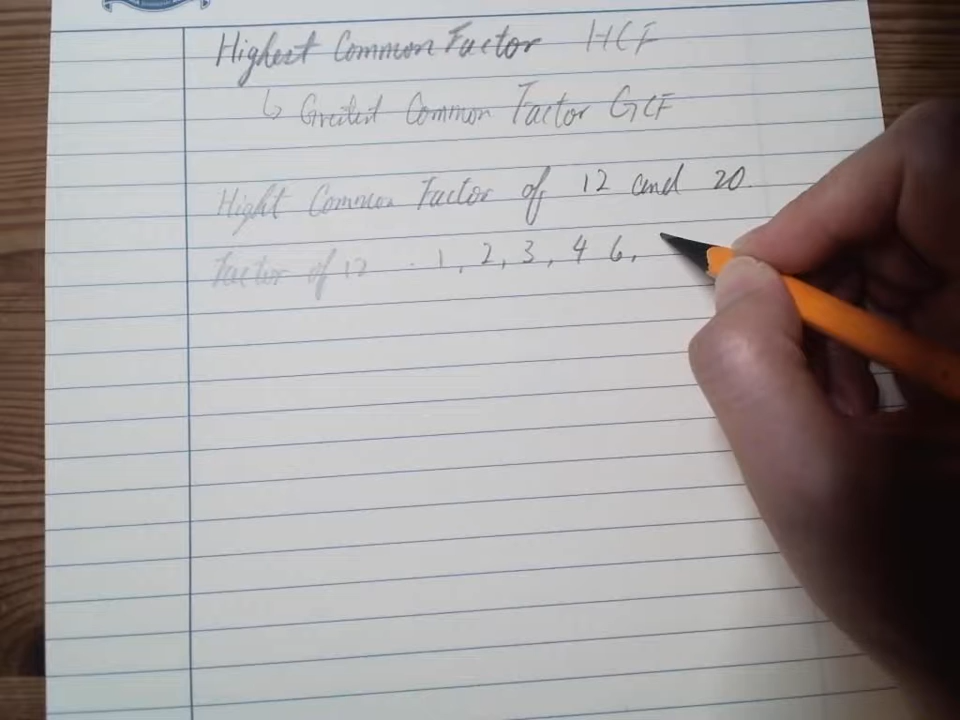 Highest Common Factor HCF
↳ Greatest Common Factor GCF
Hight Common Factor of 12 and 20.
Factor of 12 - 1, 2, 3, 4 6,